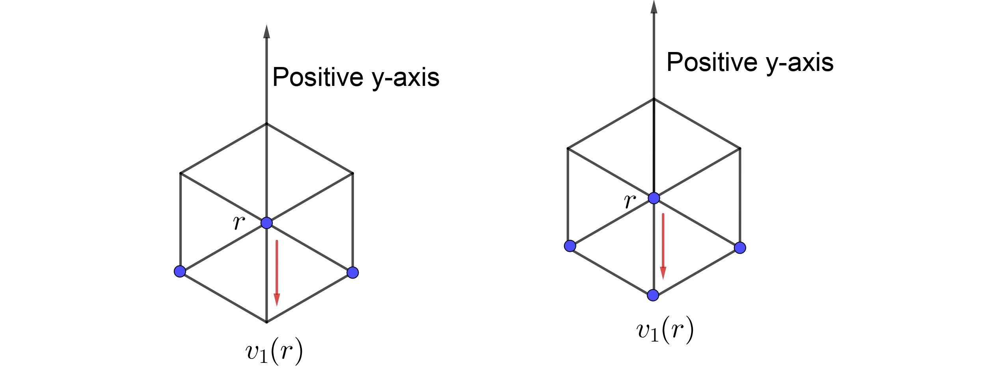 Positive y-axis
r
v₁(r)
Positive y-axis
r
v₁(r)